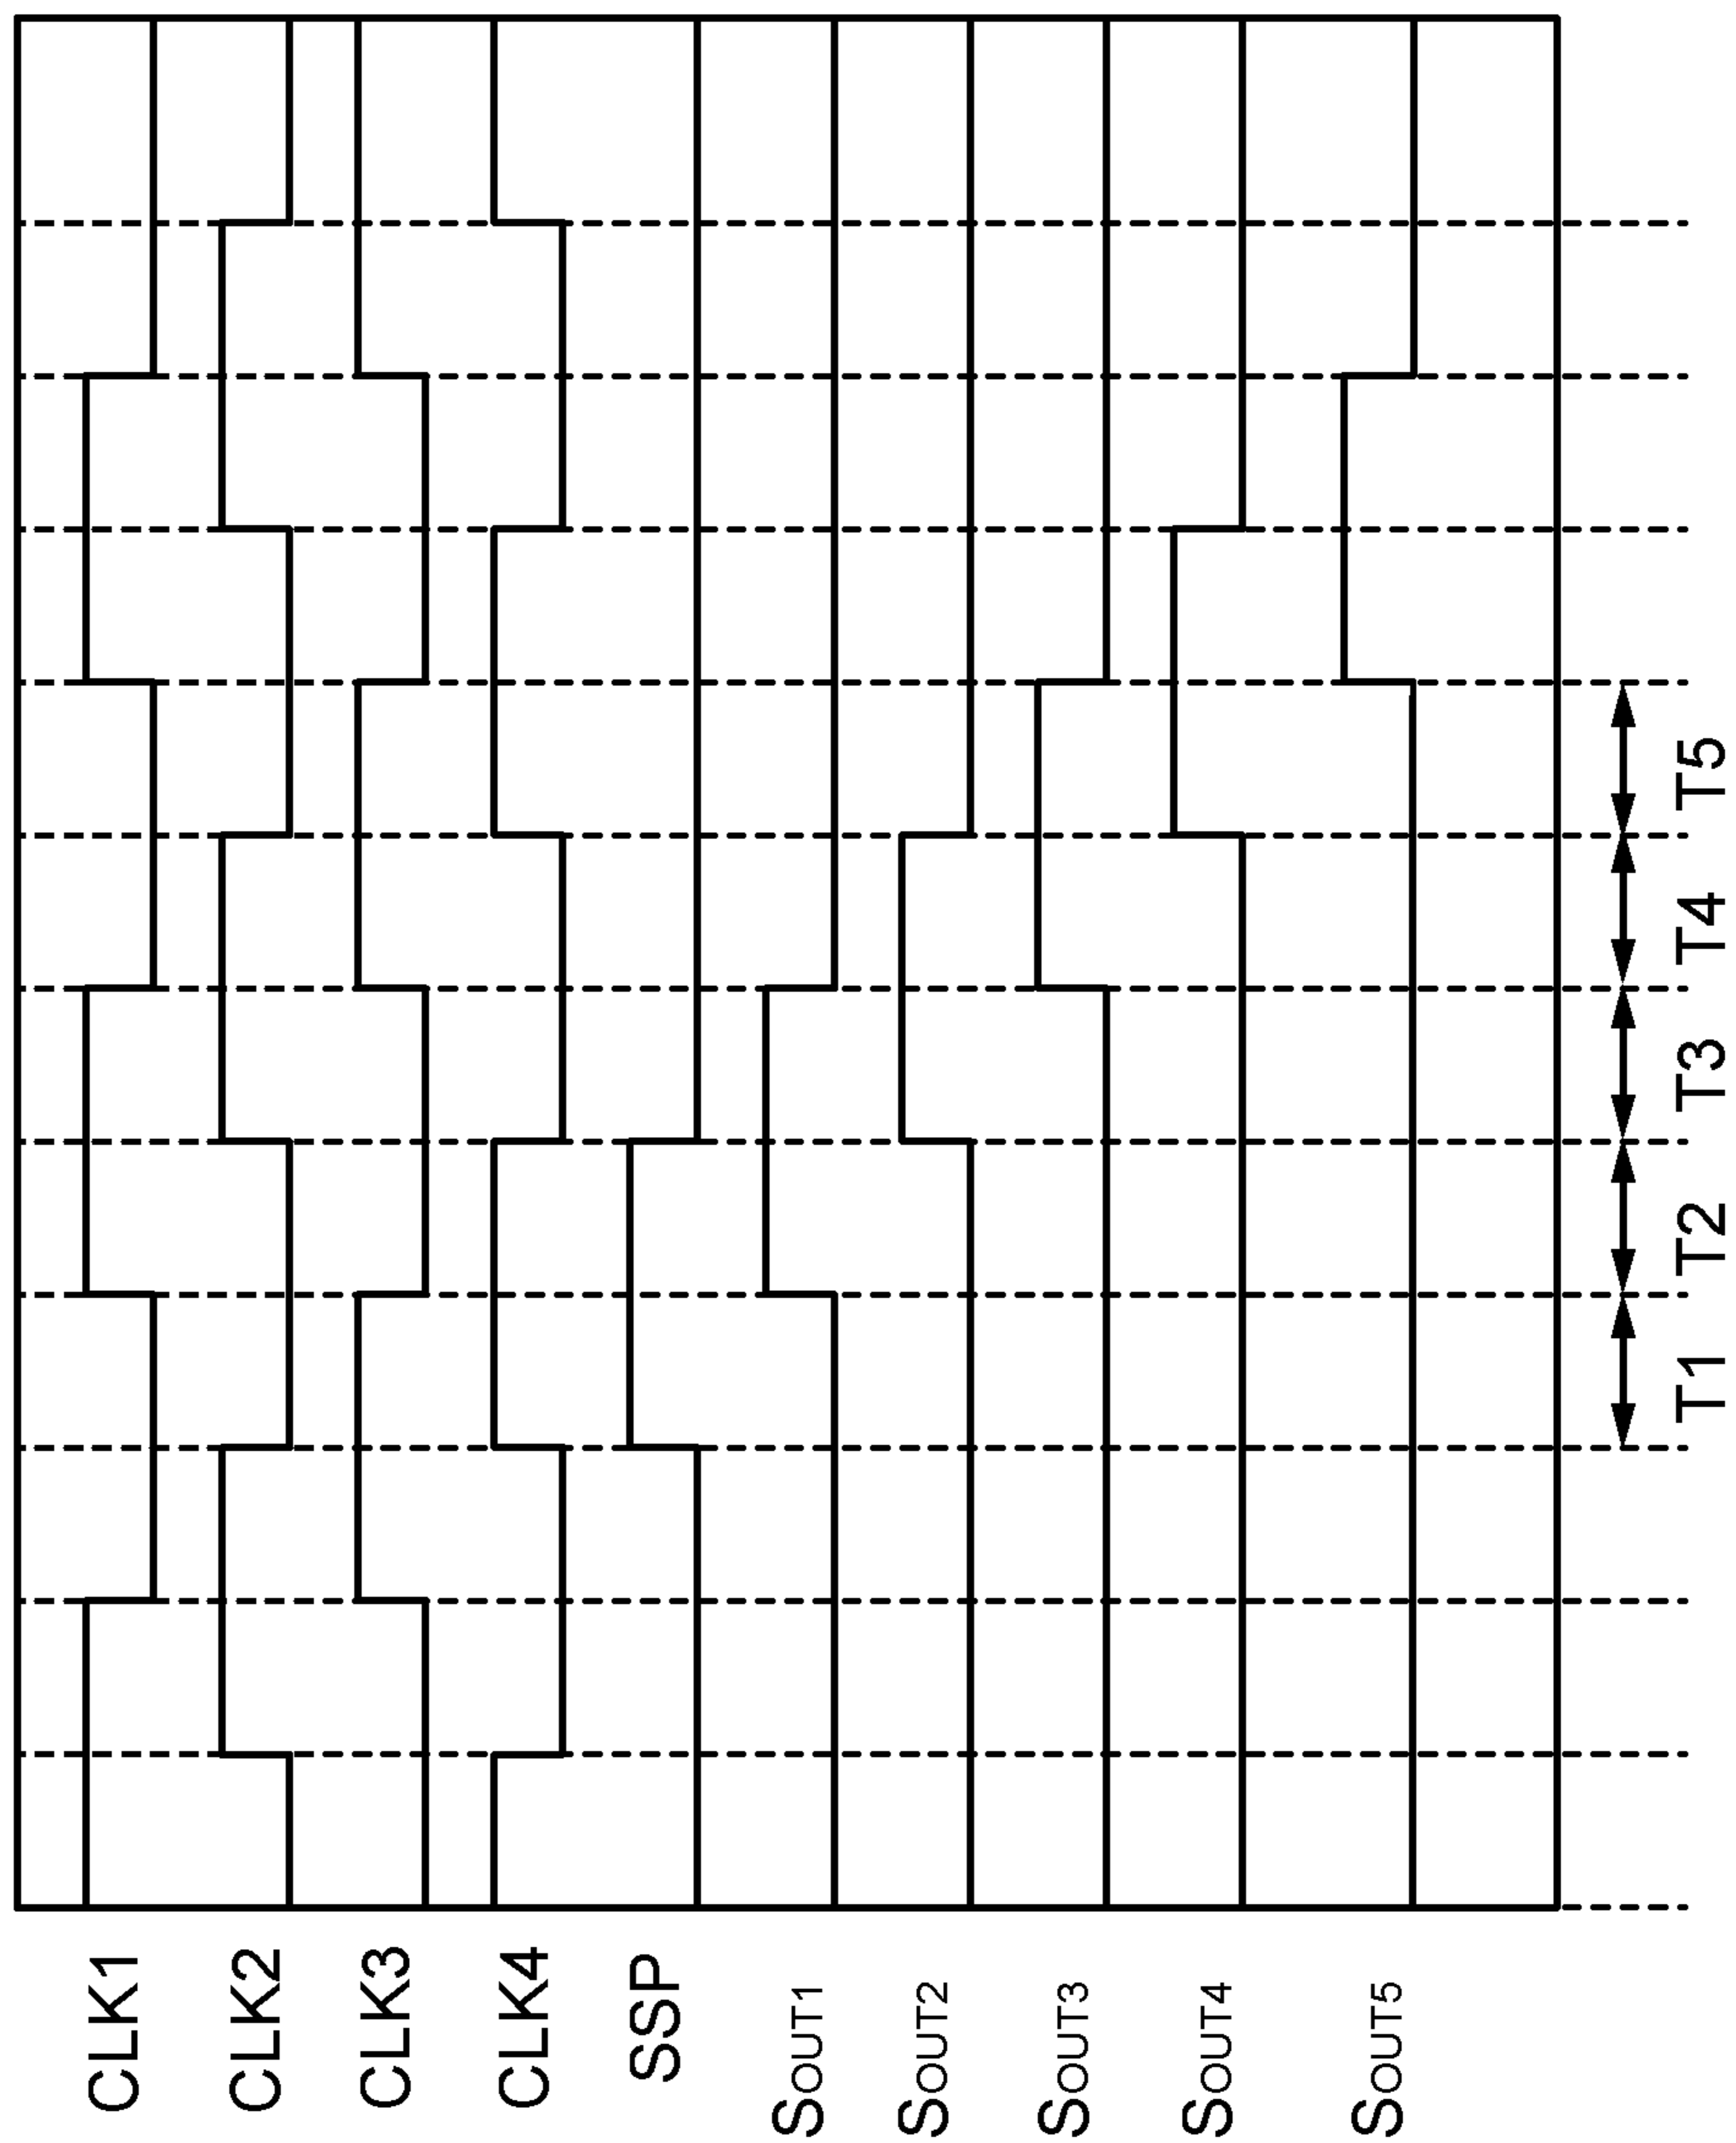 CLK1
CLK2
CLK3
CLK4
SSP
SOUT1
SOUT2
SOUT3
SOUT4
SOUT5
T1 T2 T3 T4 T5